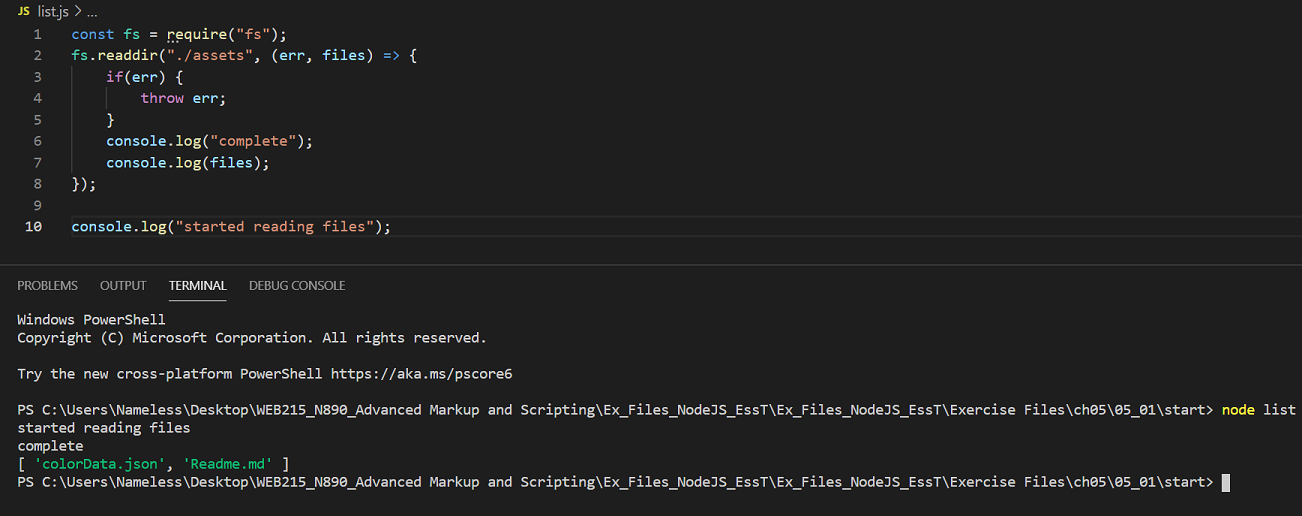 JS list.js > ...
1 const fs = require("fs");
2 fs.readdir("./assets", (err, files) => {
3 if(err) {
4 throw err;
5 }
6 console.log("complete");
7 console.log(files);
8 });
9
10 console.log("started reading files");
PROBLEMS OUTPUT TERMINAL DEBUG CONSOLE
Windows PowerShell
Copyright (C) Microsoft Corporation. All rights reserved.
Try the new cross-platform PowerShell https://aka.ms/pscore6
PS C:\Users\Nameless\Desktop\WEB215_N890_Advanced Markup and Scripting\Ex_Files_NodeJS_EssT\Ex_Files_NodeJS_EssT\Exercise Files\ch05\05_01\start> node list
started reading files
complete
[ 'colorData.json', 'Readme.md' ]
PS C:\Users\Nameless\Desktop\WEB215_N890_Advanced Markup and Scripting\Ex_Files_NodeJS_EssT\Ex_Files_NodeJS_EssT\Exercise Files\ch05\05_01\start>